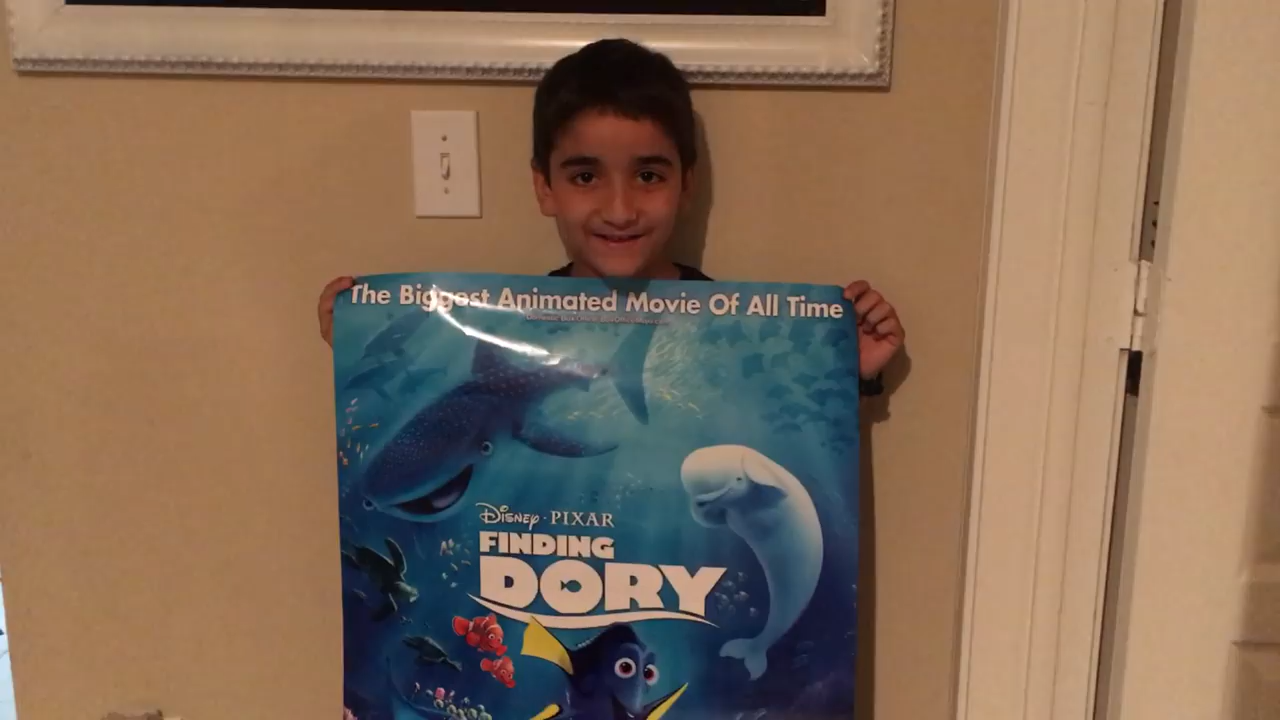 The Biggest Animated Movie Of All Time
Disney · PIXAR
FINDING
DORY